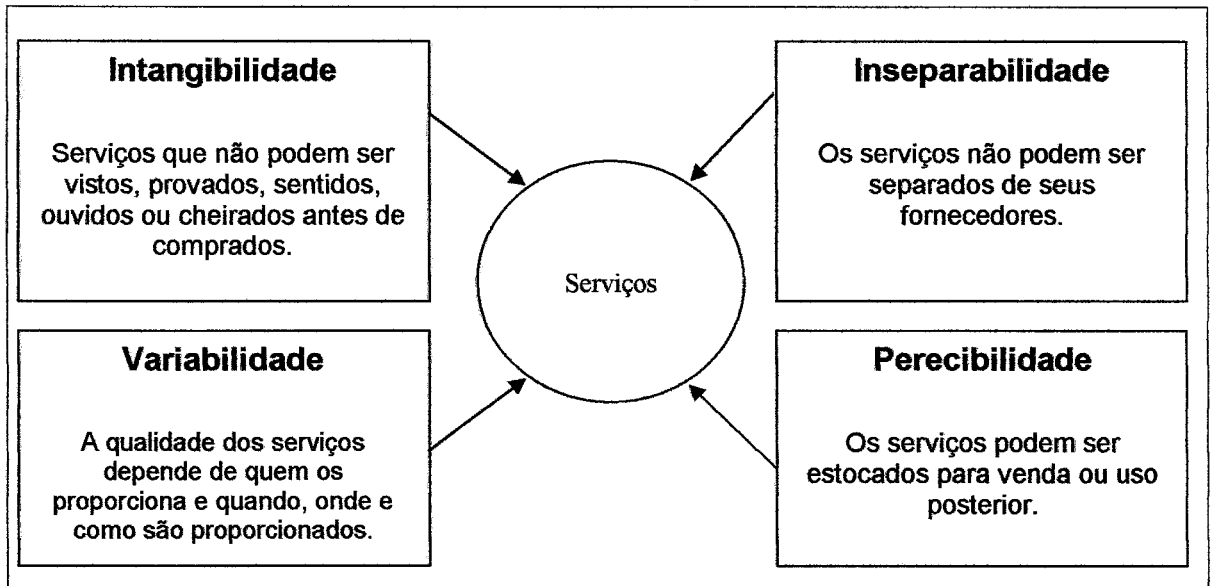 Intangibilidade
Serviços que não podem ser
vistos, provados, sentidos,
ouvidos ou cheirados antes de
comprados.
Inseparabilidade
Os serviços não podem ser
separados de seus
fornecedores.
Serviços
Variabilidade
A qualidade dos serviços
depende de quem os
proporciona e quando, onde e
como são proporcionados.
Perecibilidade
Os serviços podem ser
estocados para venda ou uso
posterior.